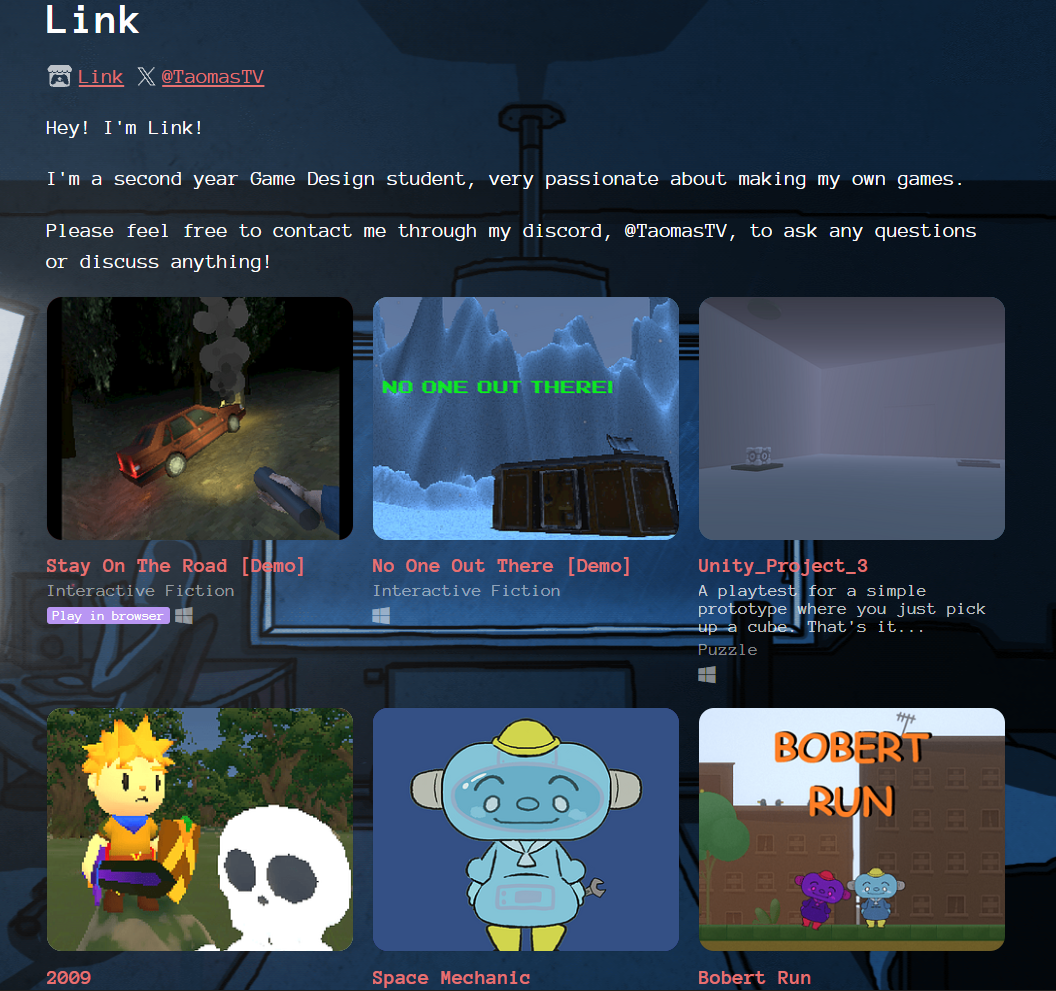 Link
Link @TaomasTV
Hey! I'm Link!
I'm a second year Game Design student, very passionate about making my own games.
Please feel free to contact me through my discord, @TaomasTV, to ask any questions
or discuss anything!
NO ONE OUT THERE!
Stay On The Road [Demo]
Interactive Fiction
Play in browser
No One Out There [Demo]
Interactive Fiction
Unity_Project_3
A playtest for a simple
prototype where you just pick
up a cube. That's it...
Puzzle
BOBERT
RUN
2009
Space Mechanic
Bobert Run